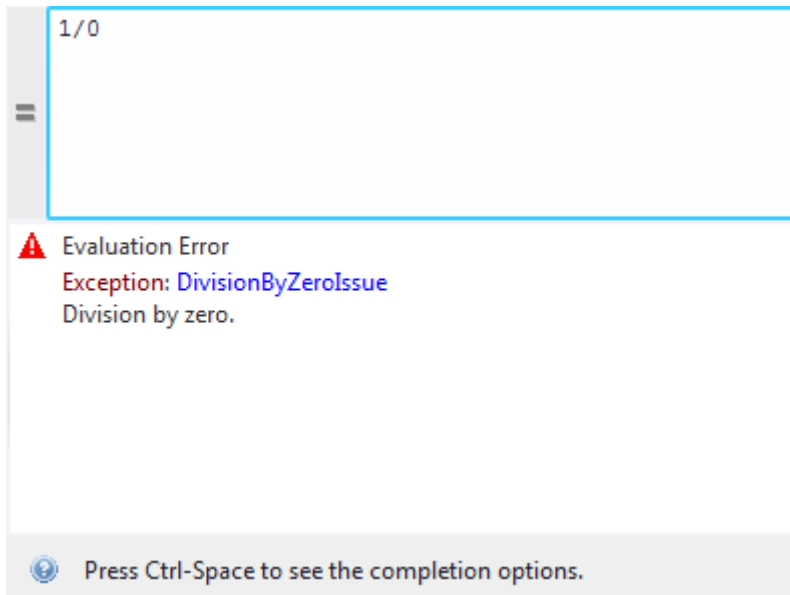 1/0
=
Evaluation Error
Exception: DivisionByZeroIssue
Division by zero.
Press Ctrl-Space to see the completion options.